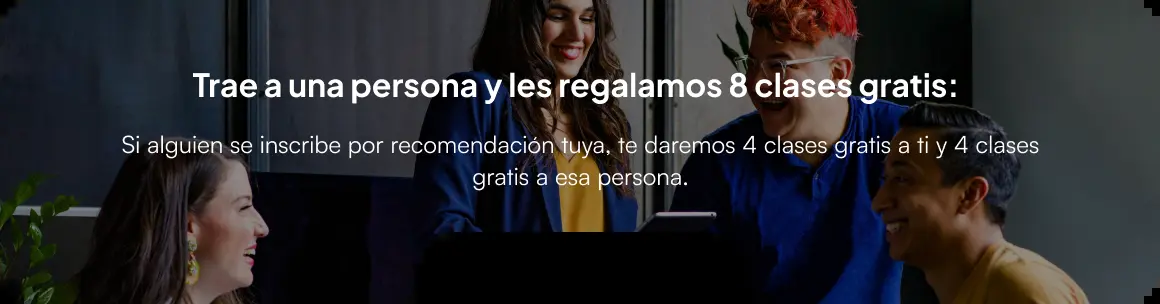 Trae a una persona y les regalamos 8 clases gratis:
Si alguien se inscribe por recomendación tuya, te daremos 4 clases gratis a ti y 4 clases
gratis a esa persona.